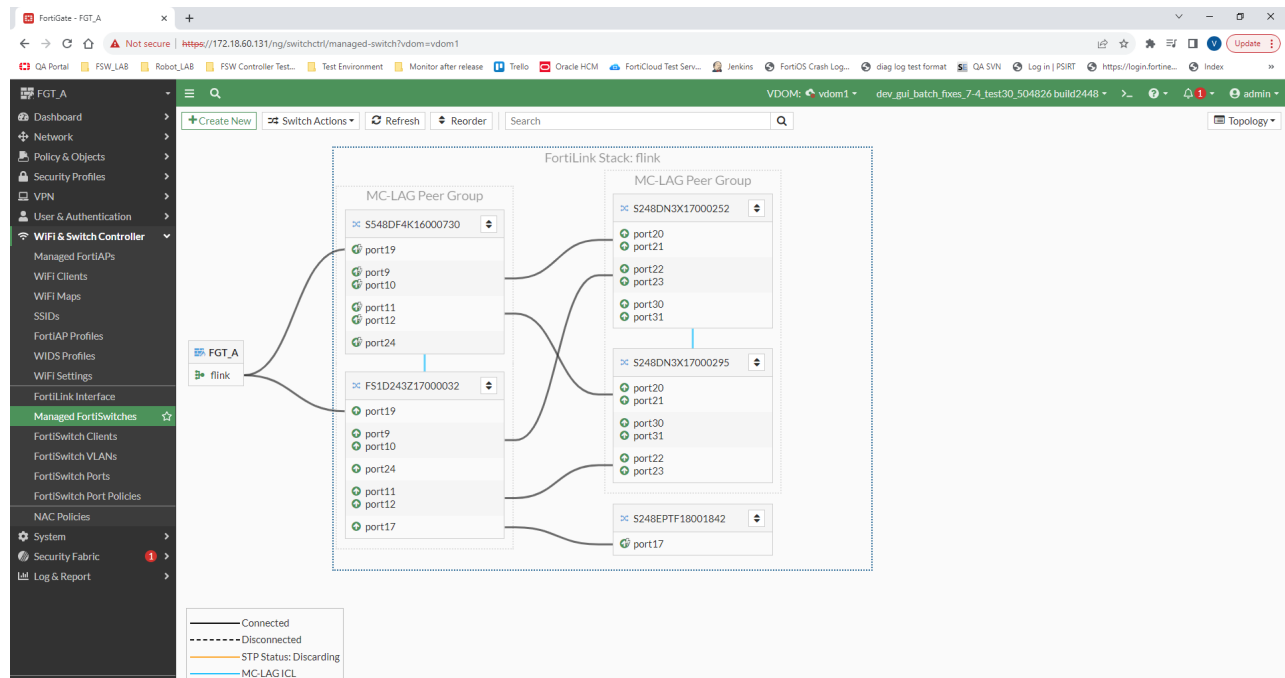 FortiGate - FGT_A
Not secure | https://172.18.60.131/ng/switchctrl/managed-switch?vdom=vdom1
V
Update
QA Portal
FSW_LAB
Robot_LAB
FSW Controller Test...
Test Environment
Monitor after release
Trello
Oracle HCM
FortiCloud Test Serv...
Jenkins
FortiOS Crash Log...
diag log test format
QA SVN
Log in | PSIRT
https://login.fortine...
Index
»
FGT_A
VDOM: vdom1
dev_gui_batch_fixes_7-4_test30_504826 build2448
>_
1
admin
Dashboard
Network
Policy & Objects
Security Profiles
VPN
User & Authentication
WiFi & Switch Controller
Managed FortiAPs
WiFi Clients
WiFi Maps
SSIDs
FortiAP Profiles
WIDS Profiles
WiFi Settings
FortiLink Interface
Managed FortiSwitches
FortiSwitch Clients
FortiSwitch VLANs
FortiSwitch Ports
FortiSwitch Port Policies
NAC Policies
System
Security Fabric 1
Log & Report
+Create New
Switch Actions
Refresh
Reorder
Search
Topology
FortiLink Stack: flink
FGT_A
flink
MC-LAG Peer Group
S548DF4K16000730
port19
port9
port10
port11
port12
port24
FS1D243Z17000032
port19
port9
port10
port24
port11
port12
port17
MC-LAG Peer Group
S248DN3X17000252
port20
port21
port22
port23
port30
port31
S248DN3X17000295
port20
port21
port30
port31
port22
port23
S248EPTF18001842
port17
Connected
Disconnected
STP Status: Discarding
MC-LAG ICL